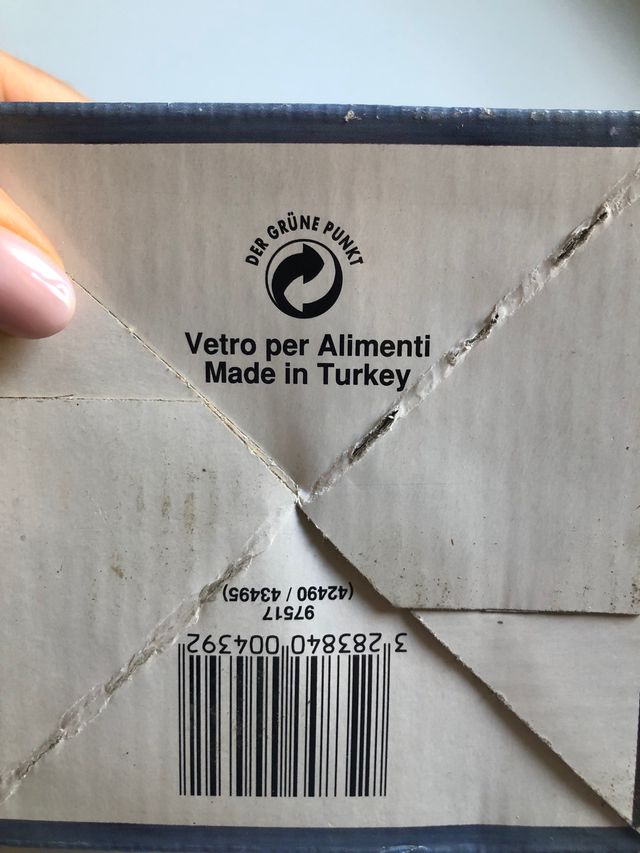 DER GRÜNE PUNKT
Vetro per Alimenti
Made in Turkey
3 283840 004392
97517
(42490 / 43495)